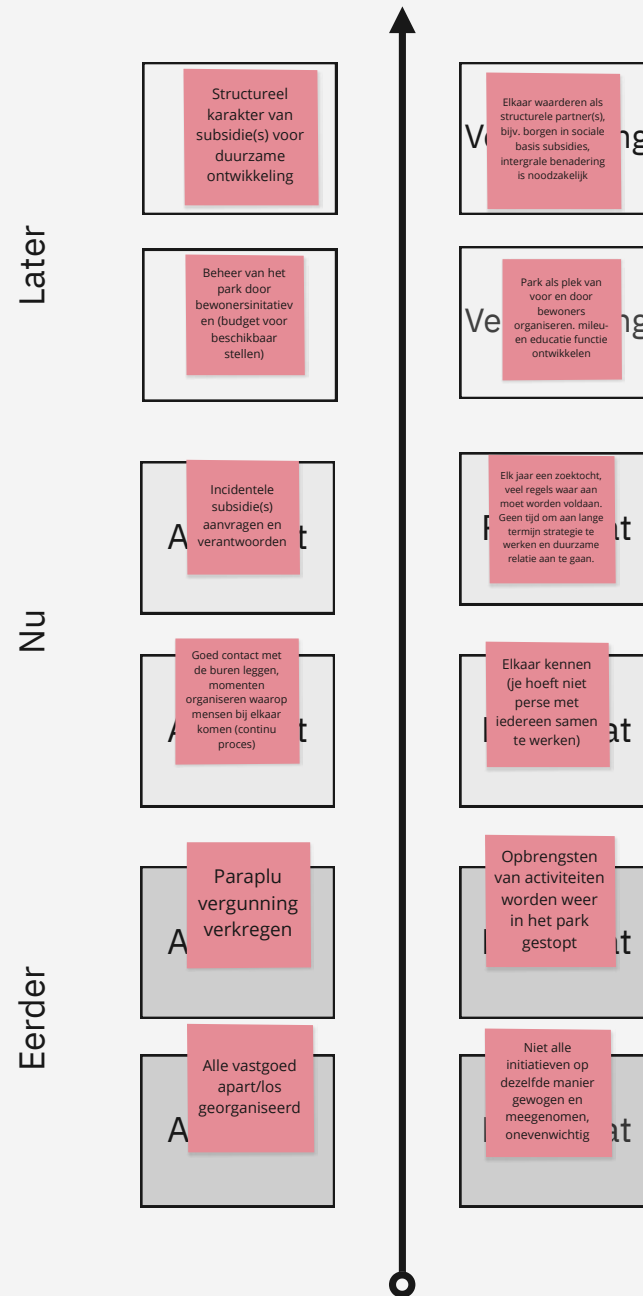 Later
Structureel
karakter van
subsidie(s) voor
duurzame
ontwikkeling
Elkaar waarderen als
structurele partner(s),
bijv. borgen in sociale
basis subsidies,
intergrale benadering
is noodzakelijk
Beheer van het
park door
bewonersinitatiev
en (budget voor
beschikbaar
stellen)
Park als plek van
voor en door
bewoners
organiseren. mileu-
en educatie functie
ontwikkelen
Nu
Incidentele
subsidie(s)
aanvragen en
verantwoorden
Elk jaar een zoektocht,
veel regels waar aan
moet worden voldaan.
Geen tijd om aan lange
termijn strategie te
werken en duurzame
relatie aan te gaan.
Goed contact met
de buren leggen,
momenten
organiseren waarop
mensen bij elkaar
komen (continu
proces)
Elkaar kennen
(je hoeft niet
perse met
iedereen samen
te werken)
Eerder
Paraplu
vergunning
verkregen
Opbrengsten
van activiteiten
worden weer
in het park
gestopt
Alle vastgoed
apart/los
georganiseerd
Niet alle
initiatieven op
dezelfde manier
gewogen en
meegenomen,
onevenwichtig